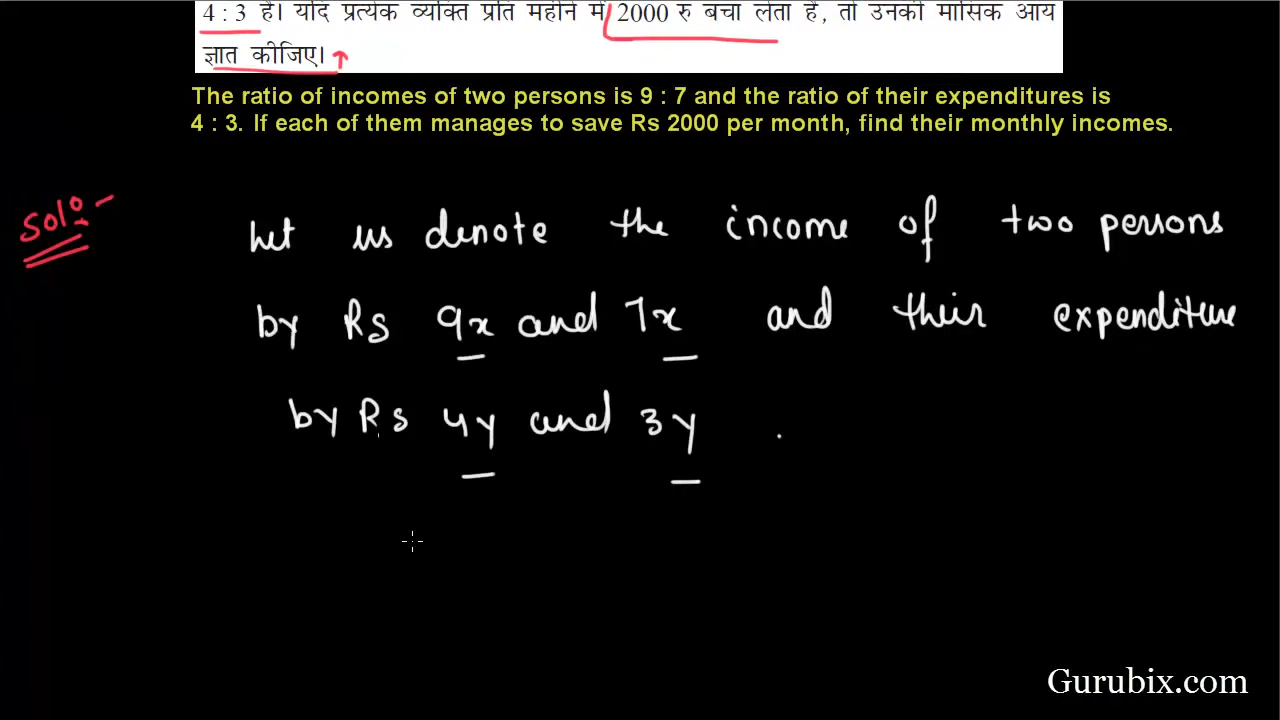 4 : 3 है। यदि प्रत्येक व्यक्ति प्रति महीने में 2000 रु बचा लेता है, तो उनकी मासिक आय
ज्ञात कीजिए।
The ratio of incomes of two persons is 9 : 7 and the ratio of their expenditures is
4 : 3. If each of them manages to save Rs 2000 per month, find their monthly incomes.
Solo:-
Let us denote the income of two persons
by Rs 9x and 7x and their expenditure
by Rs 4y and 3y .
Gurubix.com